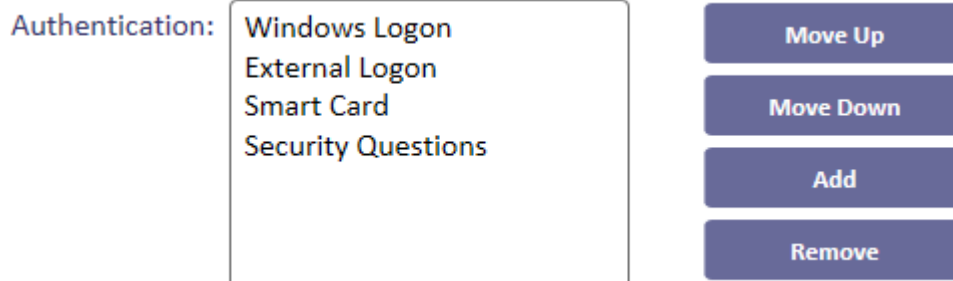 Authentication:
Windows Logon
External Logon
Smart Card
Security Questions
Move Up
Move Down
Add
Remove